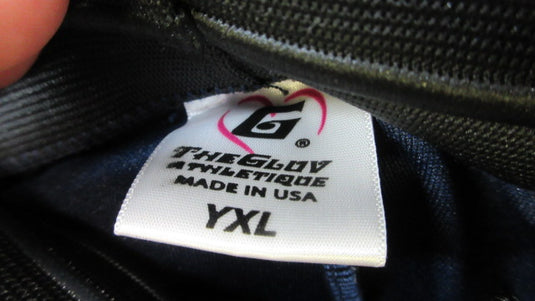 G®
THEGLOV
ATHLETIQUE
MADE IN USA
YXL